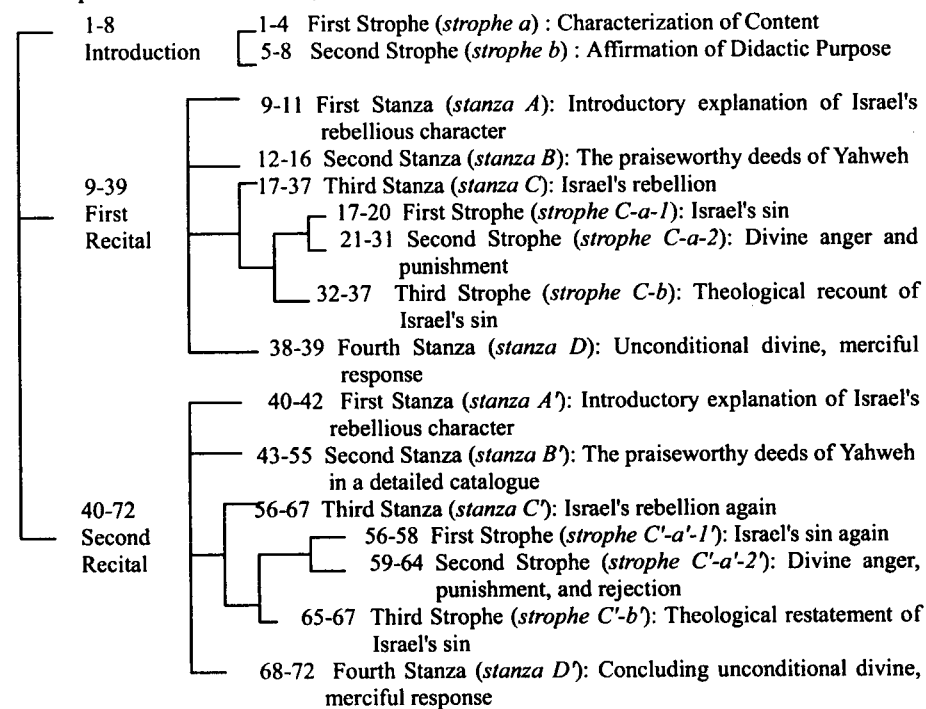 1-8
Introduction
1-4 First Strophe (strophe a) : Characterization of Content
5-8 Second Strophe (strophe b) : Affirmation of Didactic Purpose
9-39
First
Recital
9-11 First Stanza (stanza A): Introductory explanation of Israel's
rebellious character
12-16 Second Stanza (stanza B): The praiseworthy deeds of Yahweh
17-37 Third Stanza (stanza C): Israel's rebellion
17-20 First Strophe (strophe C-a-1): Israel's sin
21-31 Second Strophe (strophe C-a-2): Divine anger and
punishment
32-37 Third Strophe (strophe C-b): Theological recount of
Israel's sin
38-39 Fourth Stanza (stanza D): Unconditional divine, merciful
response
40-72
Second
Recital
40-42 First Stanza (stanza A'): Introductory explanation of Israel's
rebellious character
43-55 Second Stanza (stanza B'): The praiseworthy deeds of Yahweh
in a detailed catalogue
56-67 Third Stanza (stanza C'): Israel's rebellion again
56-58 First Strophe (strophe C'-a'-1'): Israel's sin again
59-64 Second Strophe (strophe C'-a'-2'): Divine anger,
punishment, and rejection
65-67 Third Strophe (strophe C'-b'): Theological restatement of
Israel's sin
68-72 Fourth Stanza (stanza D'): Concluding unconditional divine,
merciful response